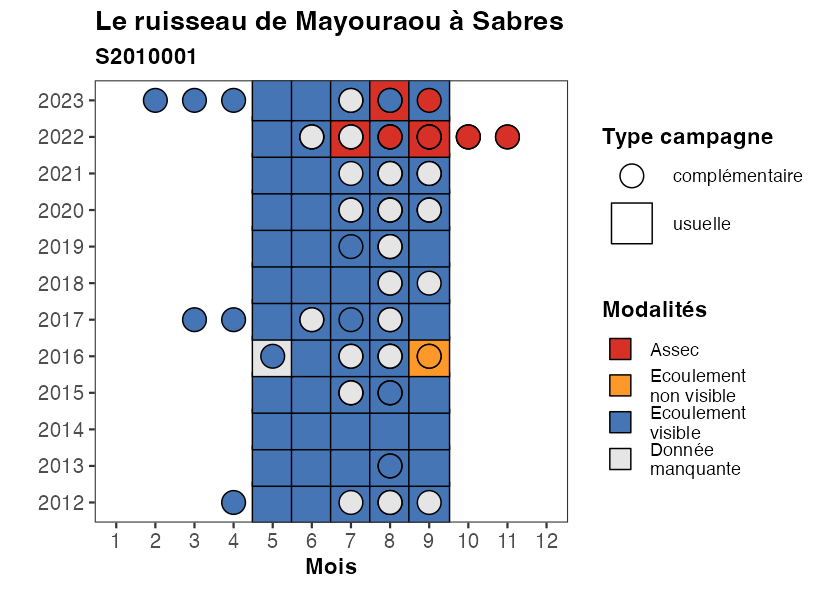 Le ruisseau de Mayouraou à Sabres
S2010001
2023
2022
2021
2020
2019
2018
2017
2016
2015
2014
2013
2012
1 2 3 4 5 6 7 8 9 10 11 12
Mois
Type campagne
complémentaire
usuelle
Modalités
Assec
Ecoulement
non visible
Ecoulement
visible
Donnée
manquante